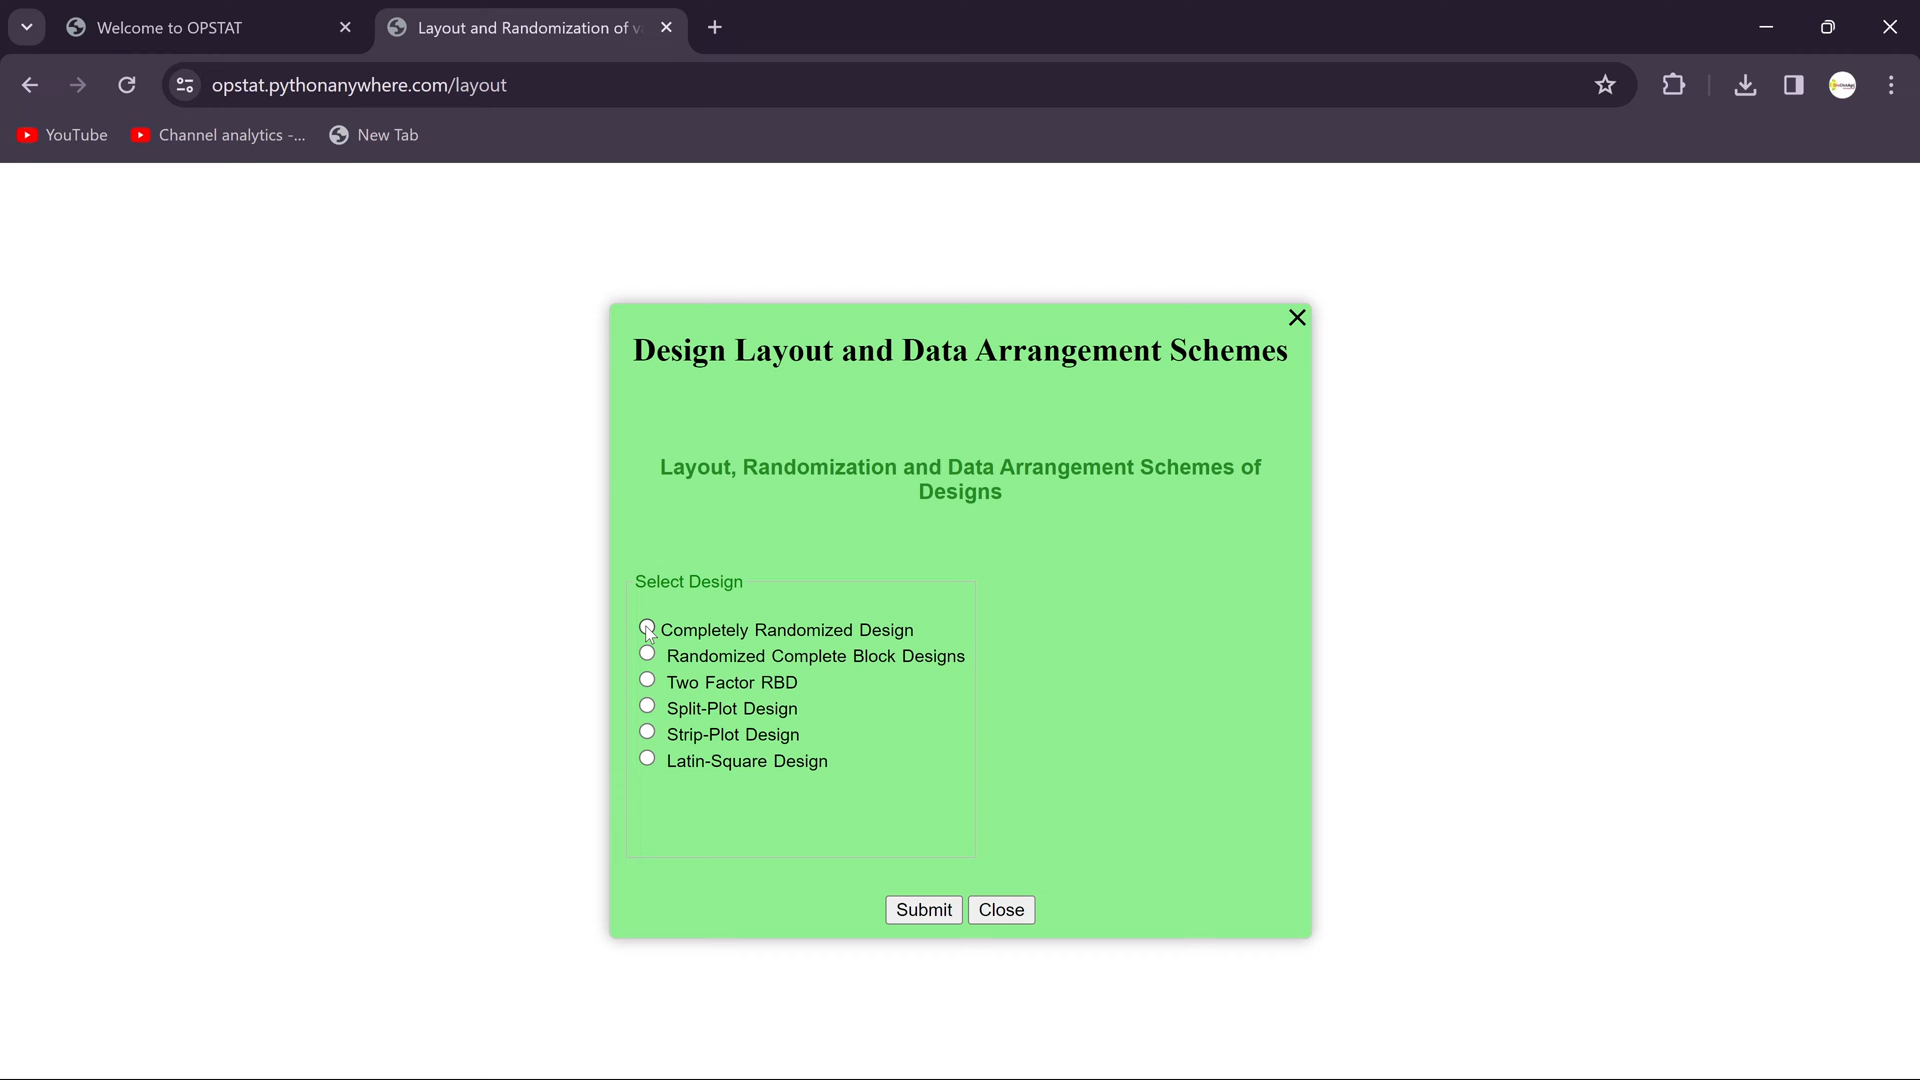 Welcome to OPSTAT
Layout and Randomization of va
opstat.pythonanywhere.com/layout
YouTube
Channel analytics -...
New Tab
Design Layout and Data Arrangement Schemes
Layout, Randomization and Data Arrangement Schemes of
Designs
Select Design
Completely Randomized Design
Randomized Complete Block Designs
Two Factor RBD
Split-Plot Design
Strip-Plot Design
Latin-Square Design
Submit
Close